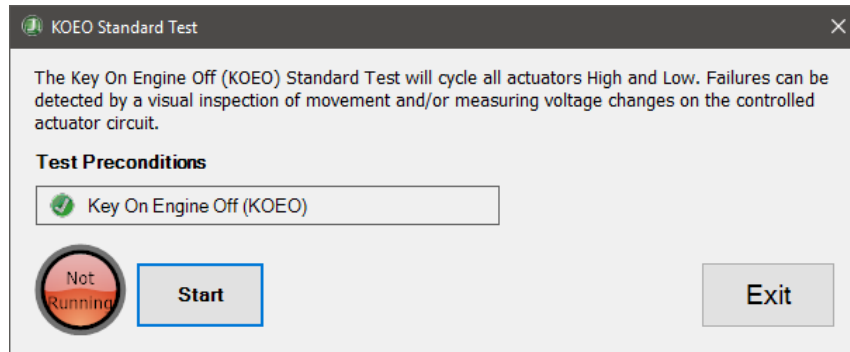 KOEO Standard Test
The Key On Engine Off (KOEO) Standard Test will cycle all actuators High and Low. Failures can be
detected by a visual inspection of movement and/or measuring voltage changes on the controlled
actuator circuit.
Test Preconditions
Key On Engine Off (KOEO)
Not
Running
Start
Exit